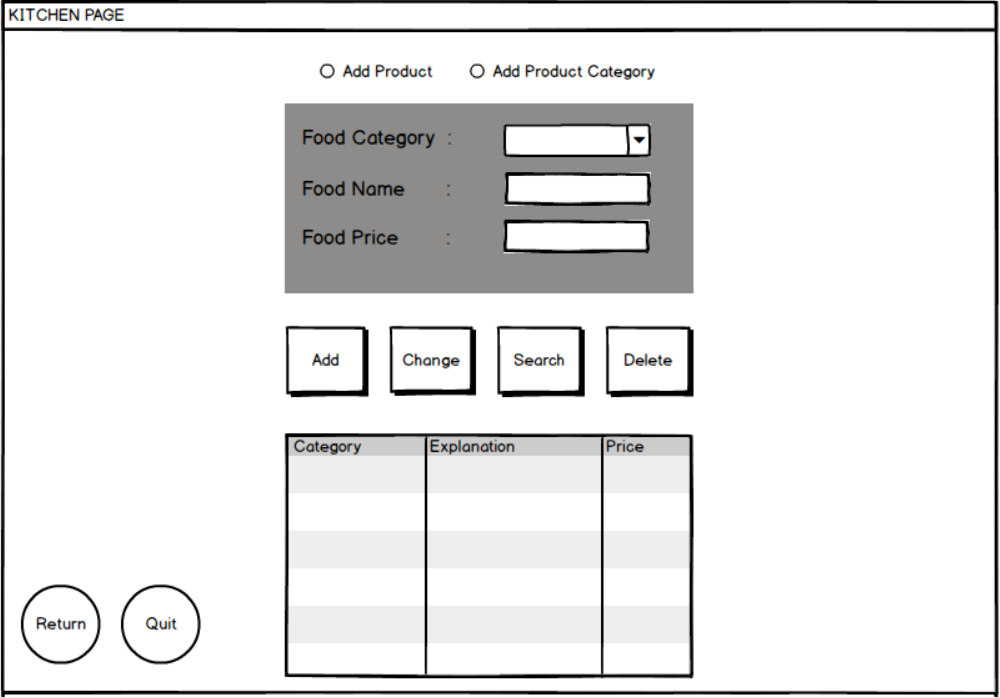 KITCHEN PAGE
Add Product Add Product Category
Food Category :
Food Name :
Food Price :
Add Change Search Delete
Category Explanation Price
Return Quit